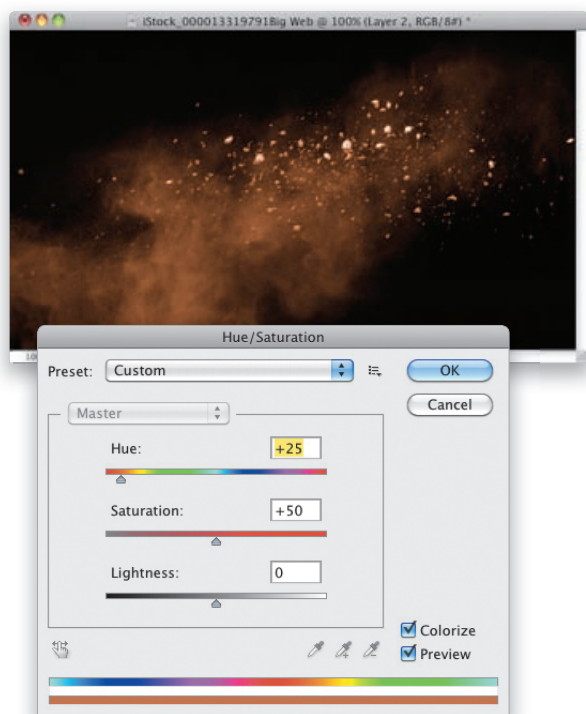 iStock_000013319791Big Web @ 100% (Layer 2, RGB/8#) *
Hue/Saturation
Preset: Custom
OK
Cancel
Master
Hue: +25
Saturation: +50
Lightness: 0
Colorize
Preview